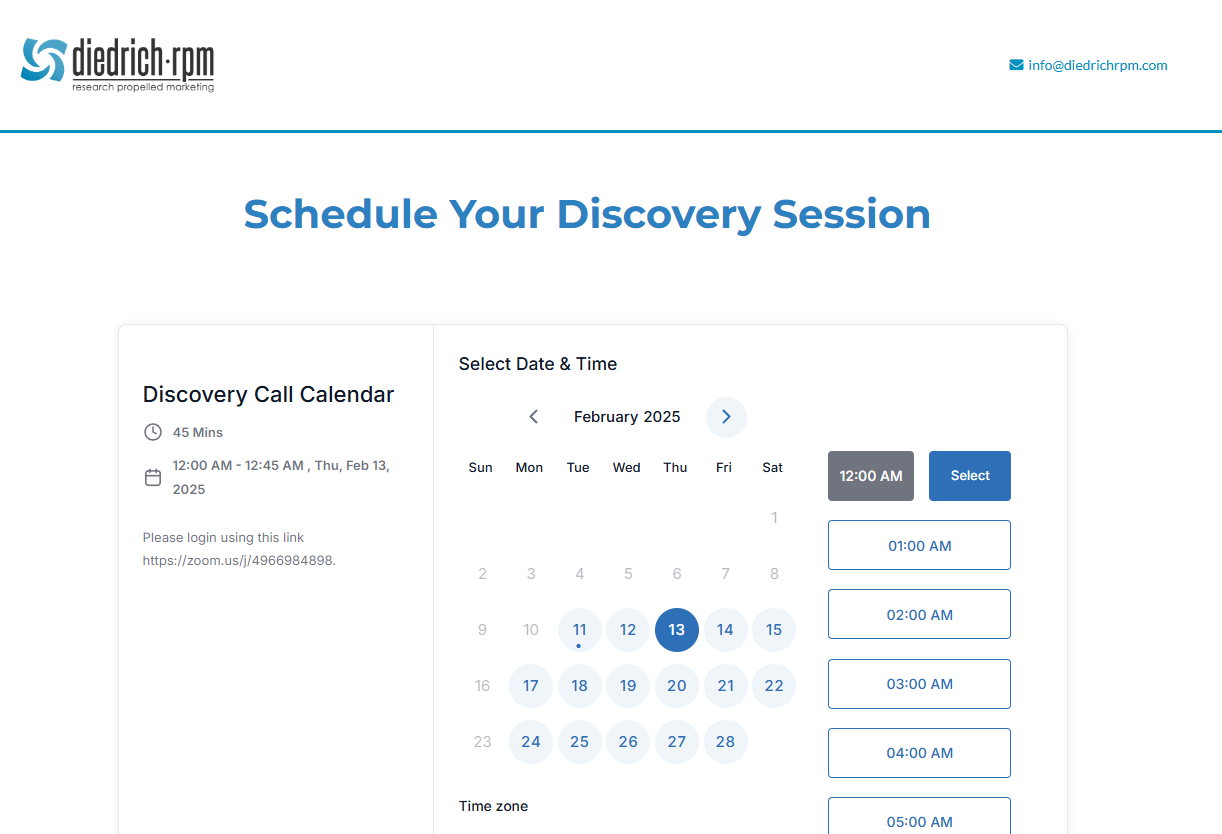 diedrich·rpm
research propelled marketing
info@diedrichrpm.com
Schedule Your Discovery Session
Discovery Call Calendar
45 Mins
12:00 AM - 12:45 AM , Thu, Feb 13,
2025
Please login using this link
https://zoom.us/j/4966984898.
Select Date & Time
February 2025
Sun Mon Tue Wed Thu Fri Sat
1
2 3 4 5 6 7 8
9 10 11 12 13 14 15
16 17 18 19 20 21 22
23 24 25 26 27 28
Time zone
12:00 AM Select
01:00 AM
02:00 AM
03:00 AM
04:00 AM
05:00 AM